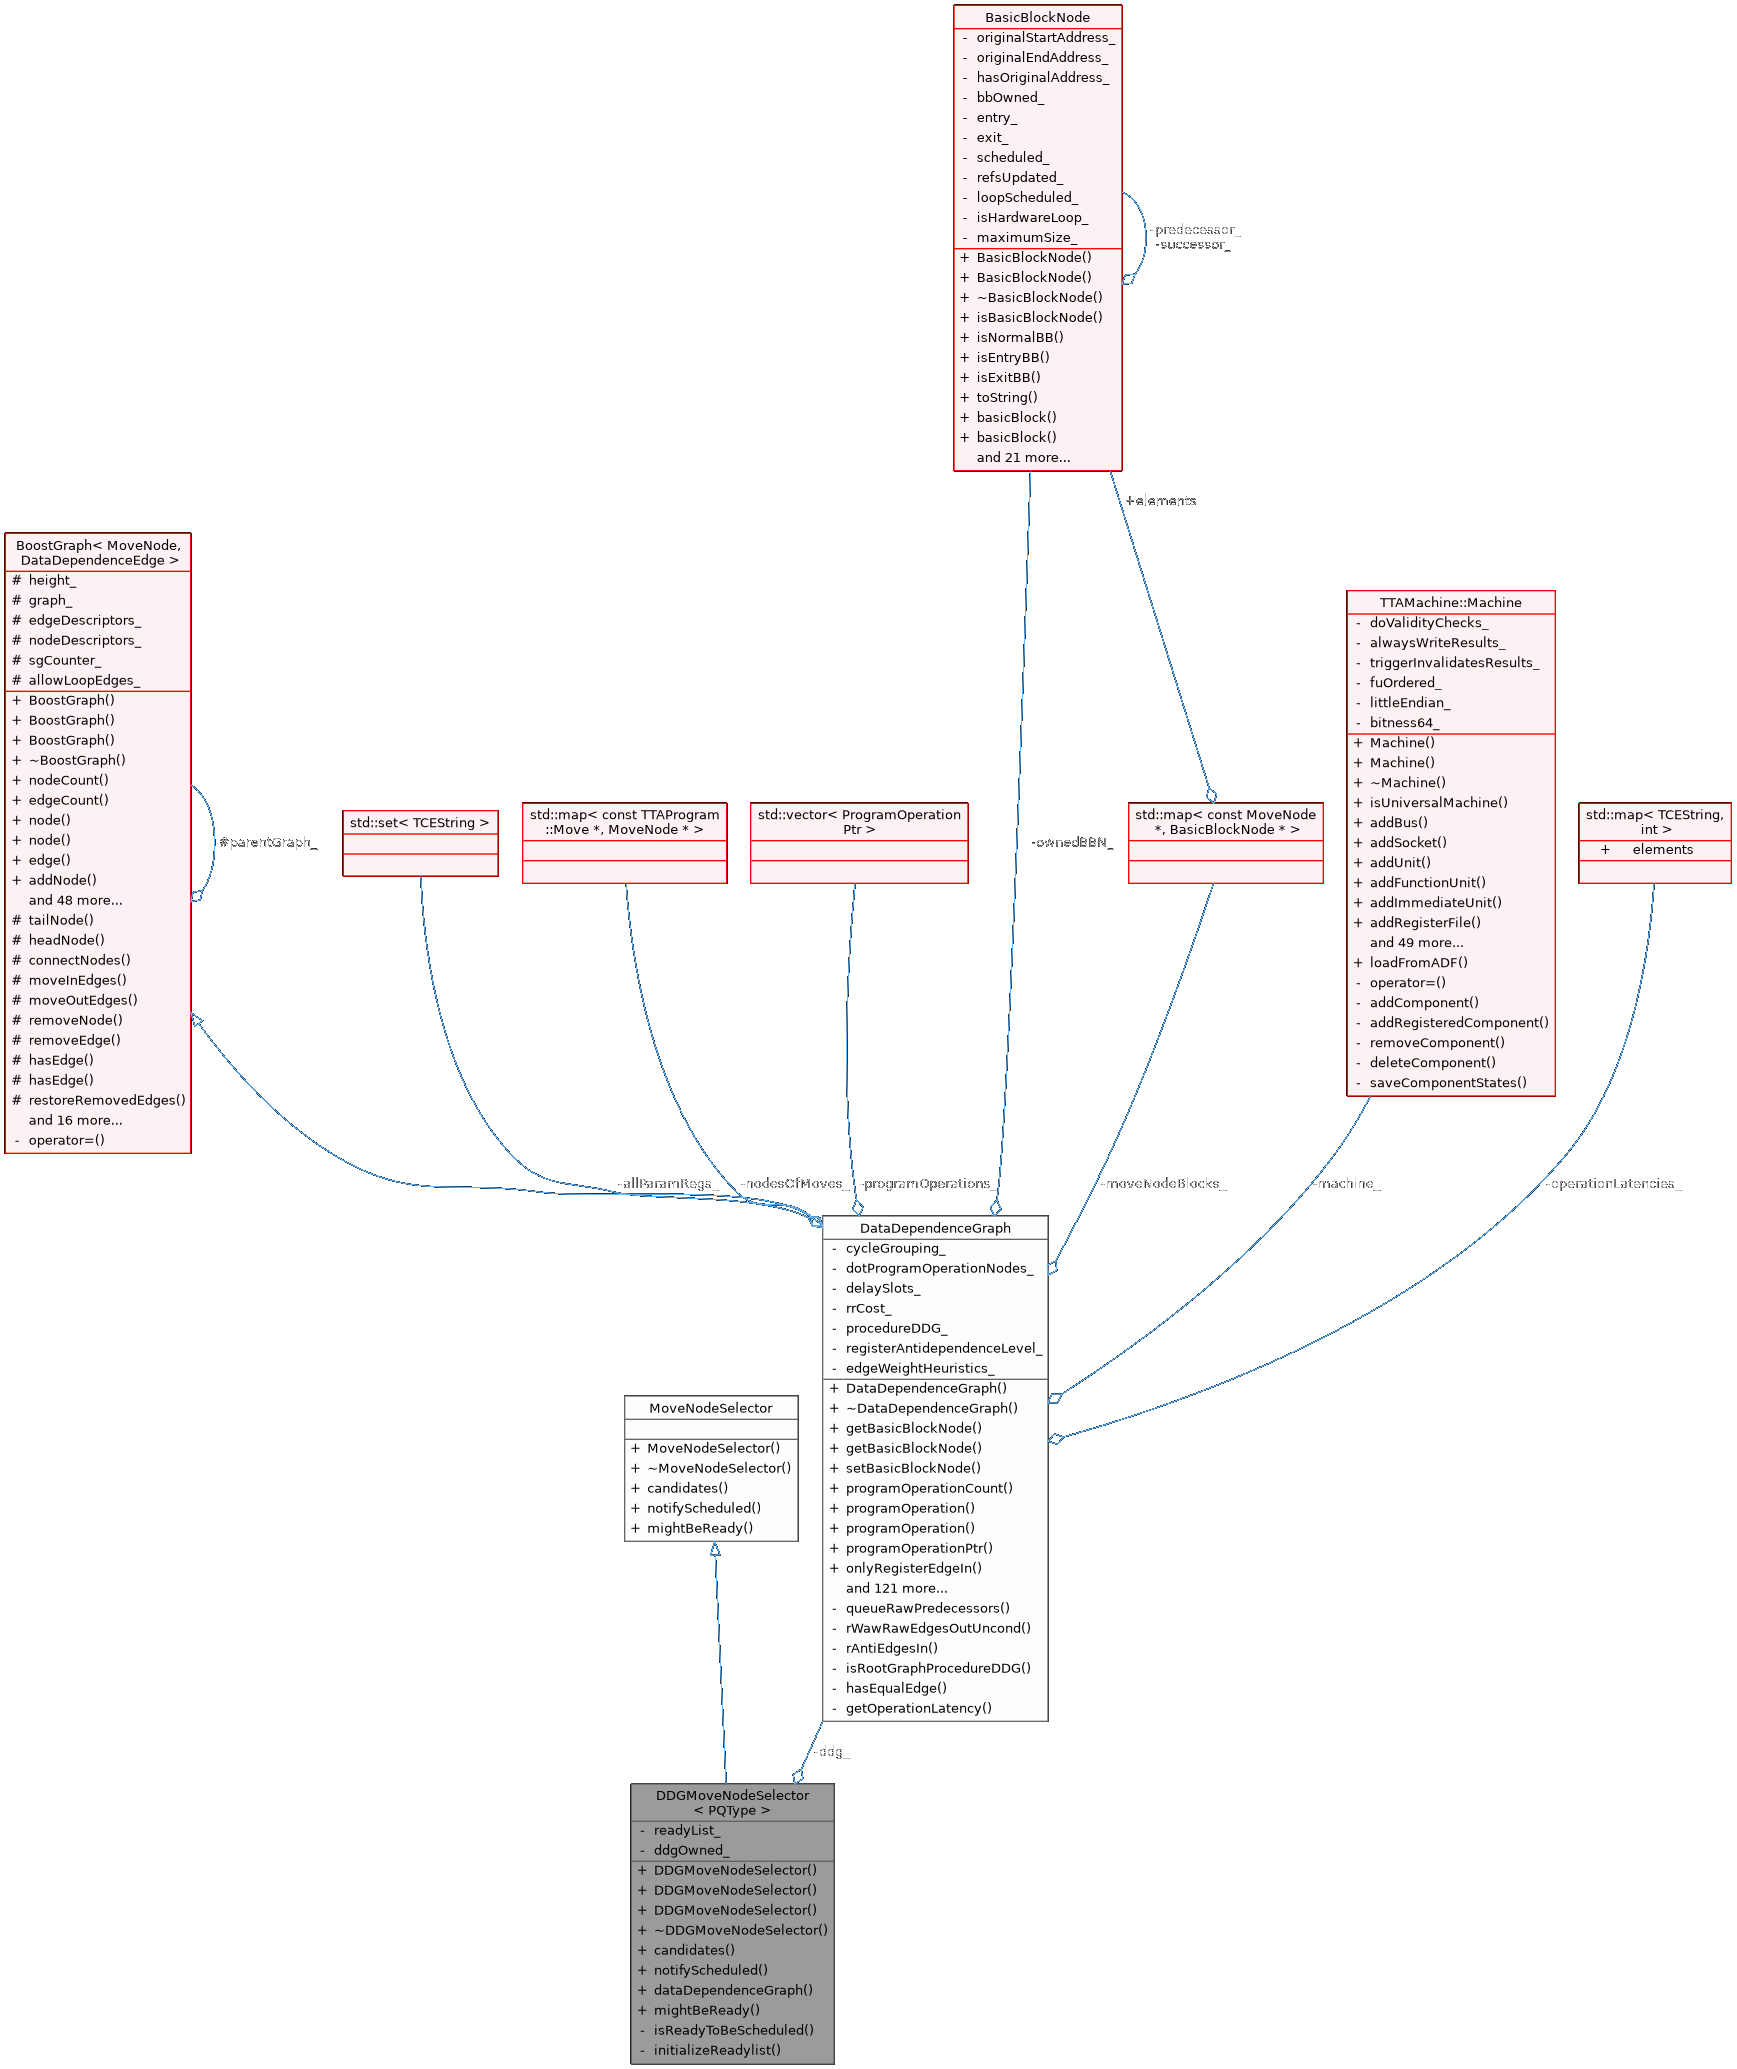 BasicBlockNode
- originalStartAddress_
- originalEndAddress_
- hasOriginalAddress_
- bbOwned_
- entry_
- exit_
- scheduled_
- refsUpdated_
- loopScheduled_
- isHardwareLoop_
- maximumSize_
+ BasicBlockNode()
+ BasicBlockNode()
+ ~BasicBlockNode()
+ isBasicBlockNode()
+ isNormalBB()
+ isEntryBB()
+ isExitBB()
+ toString()
+ basicBlock()
+ basicBlock()
and 21 more...
-predecessor_
-successor_
+elements
BoostGraph< MoveNode,
DataDependenceEdge >
# height_
# graph_
# edgeDescriptors_
# nodeDescriptors_
# sgCounter_
# allowLoopEdges_
+ BoostGraph()
+ BoostGraph()
+ BoostGraph()
+ ~BoostGraph()
+ nodeCount()
+ edgeCount()
+ node()
+ node()
+ edge()
+ addNode()
and 48 more...
# tailNode()
# headNode()
# connectNodes()
# moveInEdges()
# moveOutEdges()
# removeNode()
# removeEdge()
# hasEdge()
# hasEdge()
# restoreRemovedEdges()
and 16 more...
- operator=()
#parentGraph_
std::set< TCEString >
std::map< const TTAProgram
::Move *, MoveNode * >
std::vector< ProgramOperation
Ptr >
-ownedBBN_
std::map< const MoveNode
*, BasicBlockNode * >
TTAMachine::Machine
- doValidityChecks_
- alwaysWriteResults_
- triggerInvalidatesResults_
- fuOrdered_
- littleEndian_
- bitness64_
+ Machine()
+ Machine()
+ ~Machine()
+ isUniversalMachine()
+ addBus()
+ addSocket()
+ addUnit()
+ addFunctionUnit()
+ addImmediateUnit()
+ addRegisterFile()
and 49 more...
+ loadFromADF()
- operator=()
- addComponent()
- addRegisteredComponent()
- removeComponent()
- deleteComponent()
- saveComponentStates()
std::map< TCEString,
int >
+ elements
-allParamRegs_
-nodesOfMoves_
-programOperations_
-moveNodeBlocks_
-machine_
-operationLatencies_
DataDependenceGraph
- cycleGrouping_
- dotProgramOperationNodes_
- delaySlots_
- rrCost_
- procedureDDG_
- registerAntidependenceLevel_
- edgeWeightHeuristics_
+ DataDependenceGraph()
+ ~DataDependenceGraph()
+ getBasicBlockNode()
+ getBasicBlockNode()
+ setBasicBlockNode()
+ programOperationCount()
+ programOperation()
+ programOperation()
+ programOperationPtr()
+ onlyRegisterEdgeIn()
and 121 more...
- queueRawPredecessors()
- rWawRawEdgesOutUncond()
- rAntiEdgesIn()
- isRootGraphProcedureDDG()
- hasEqualEdge()
- getOperationLatency()
MoveNodeSelector
+ MoveNodeSelector()
+ ~MoveNodeSelector()
+ candidates()
+ notifyScheduled()
+ mightBeReady()
-ddg_
DDGMoveNodeSelector
< PQType >
- readyList_
- ddgOwned_
+ DDGMoveNodeSelector()
+ DDGMoveNodeSelector()
+ DDGMoveNodeSelector()
+ ~DDGMoveNodeSelector()
+ candidates()
+ notifyScheduled()
+ dataDependenceGraph()
+ mightBeReady()
- isReadyToBeScheduled()
- initializeReadylist()